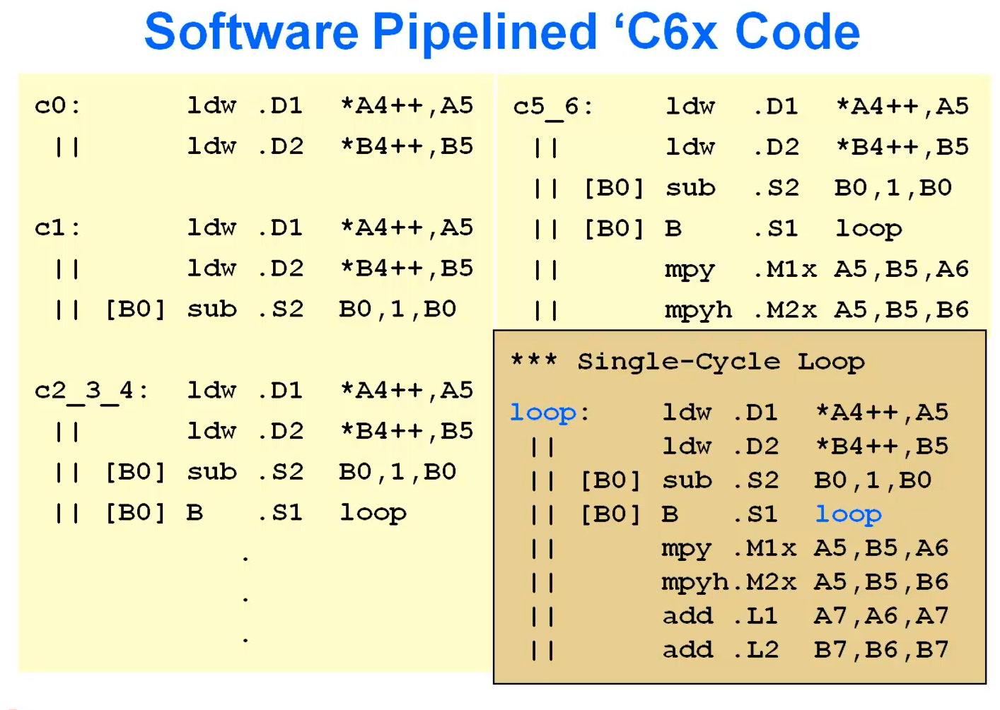 Software Pipelined ‘C6x Code
c0: ldw .D1 *A4++,A5
|| ldw .D2 *B4++,B5
c1: ldw .D1 *A4++,A5
|| ldw .D2 *B4++,B5
|| [B0] sub .S2 B0,1,B0
c2_3_4: ldw .D1 *A4++,A5
|| ldw .D2 *B4++,B5
|| [B0] sub .S2 B0,1,B0
|| [B0] B .S1 loop
.
.
.
c5_6: ldw .D1 *A4++,A5
|| ldw .D2 *B4++,B5
|| [B0] sub .S2 B0,1,B0
|| [B0] B .S1 loop
|| mpy .M1x A5,B5,A6
|| mpyh .M2x A5,B5,B6
*** Single-Cycle Loop
loop: ldw .D1 *A4++,A5
|| ldw .D2 *B4++,B5
|| [B0] sub .S2 B0,1,B0
|| [B0] B .S1 loop
|| mpy .M1x A5,B5,A6
|| mpyh.M2x A5,B5,B6
|| add .L1 A7,A6,A7
|| add .L2 B7,B6,B7